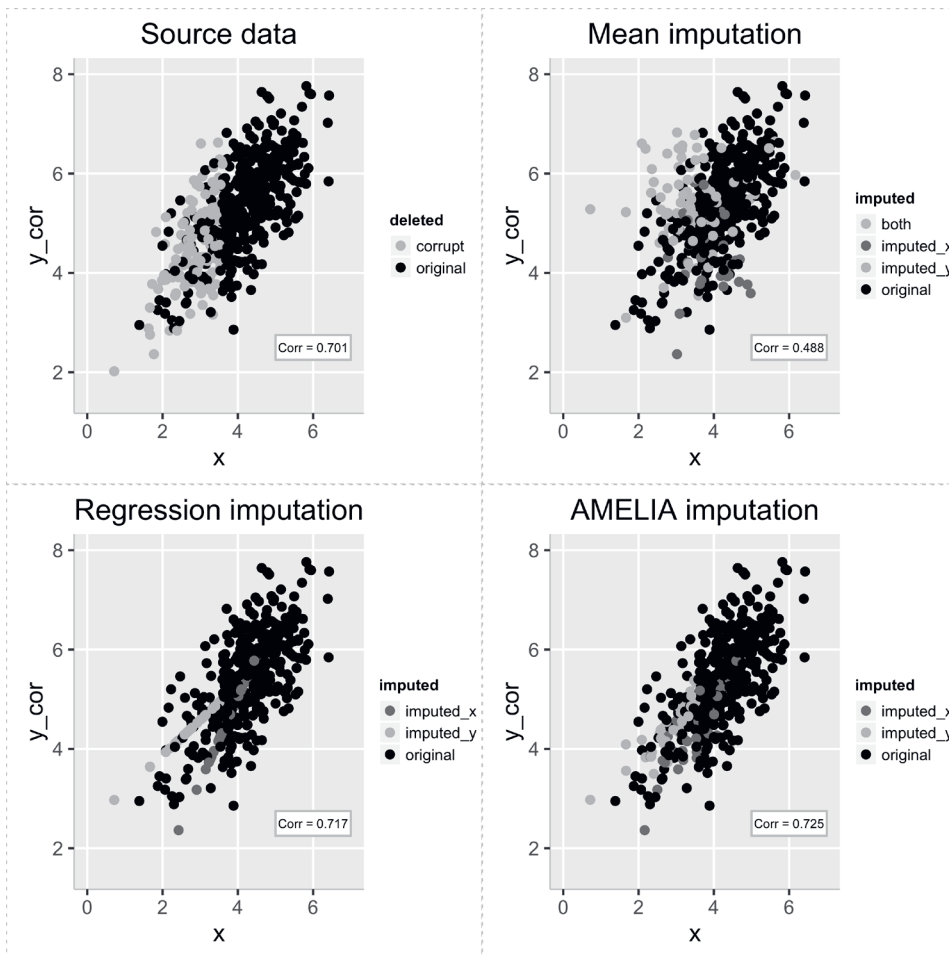 Source data
8
6
4
2
0 2 4 6
x
y_cor
deleted
corrupt
original
Corr = 0.701
Mean imputation
8
6
4
2
0 2 4 6
x
y_cor
imputed
both
imputed_x
imputed_y
original
Corr = 0.488
Regression imputation
8
6
4
2
0 2 4 6
x
y_cor
imputed
imputed_x
imputed_y
original
Corr = 0.717
AMELIA imputation
8
6
4
2
0 2 4 6
x
y_cor
imputed
imputed_x
imputed_y
original
Corr = 0.725